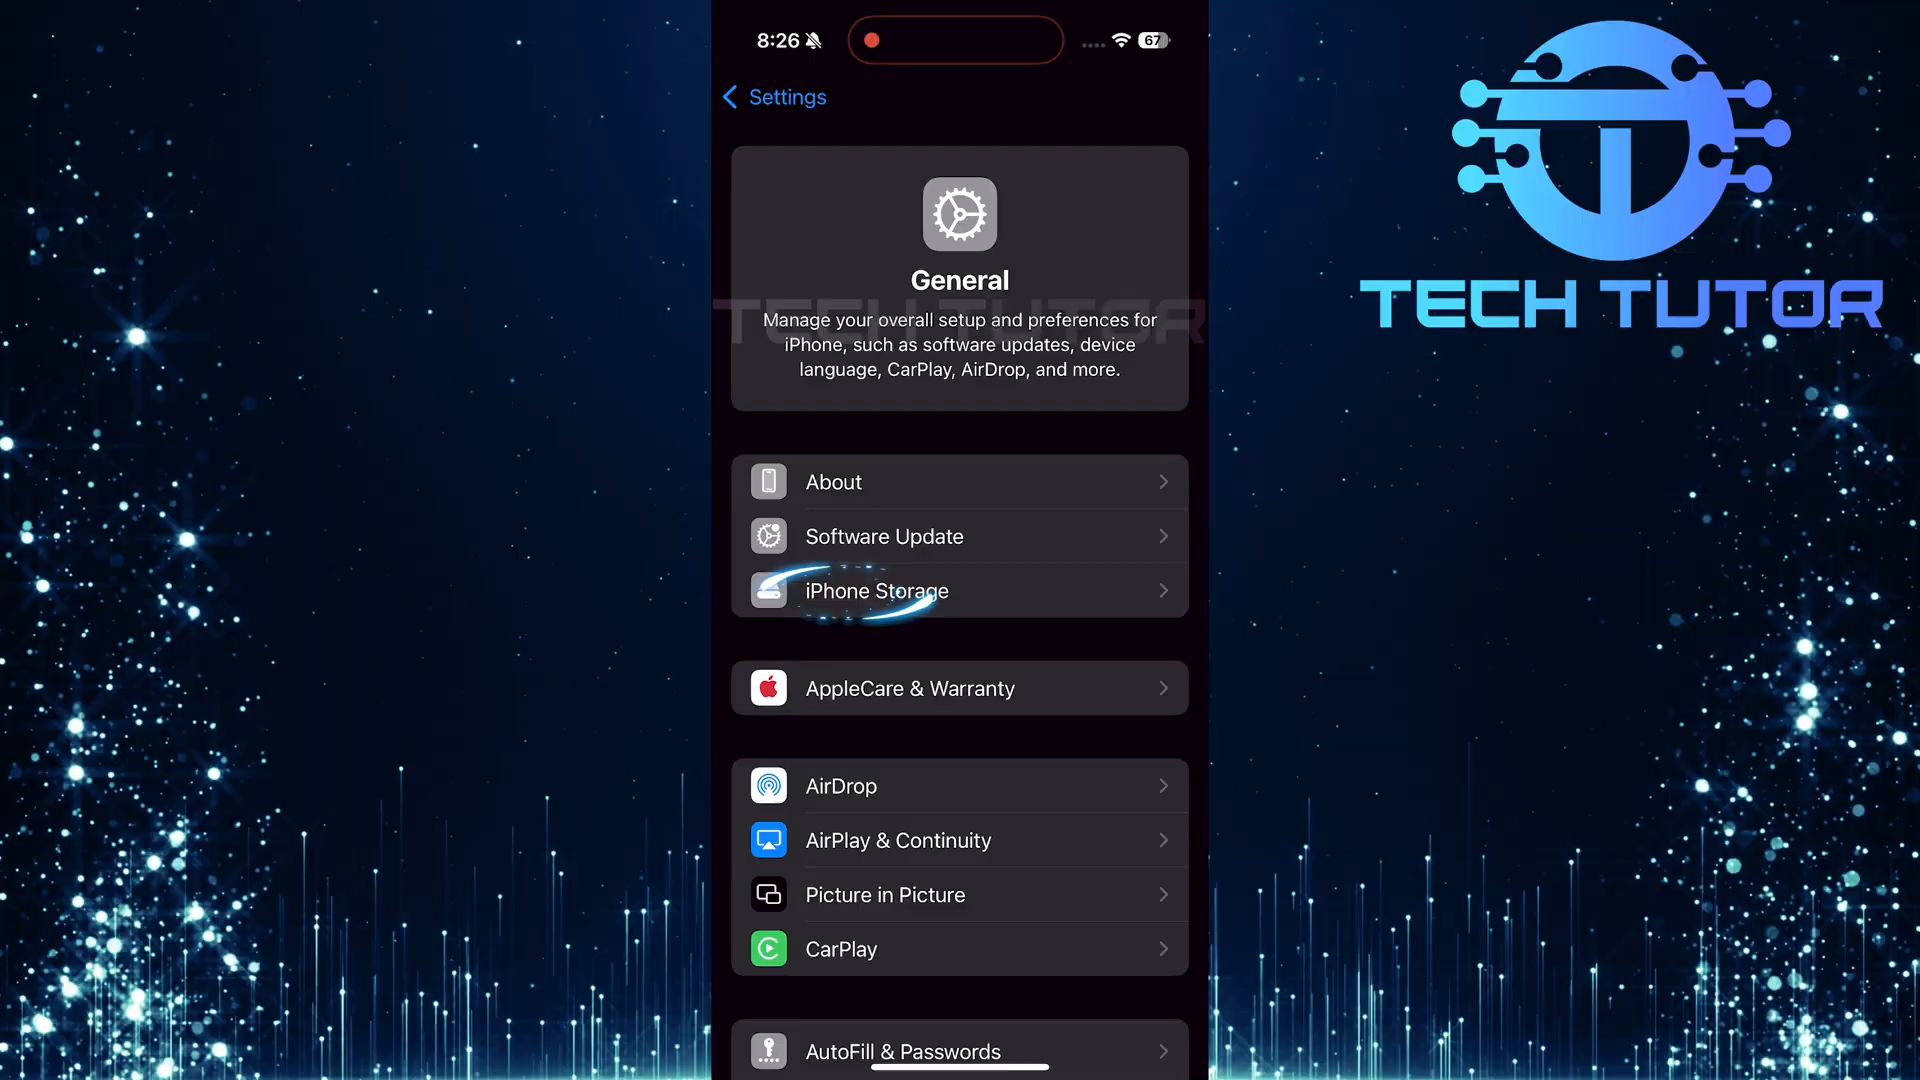 8:26
67
Settings
General
Manage your overall setup and preferences for
iPhone, such as software updates, device
language, CarPlay, AirDrop, and more.
TECH TUTOR
About
Software Update
iPhone Storage
AppleCare & Warranty
AirDrop
AirPlay & Continuity
Picture in Picture
CarPlay
AutoFill & Passwords
TECH TUTOR